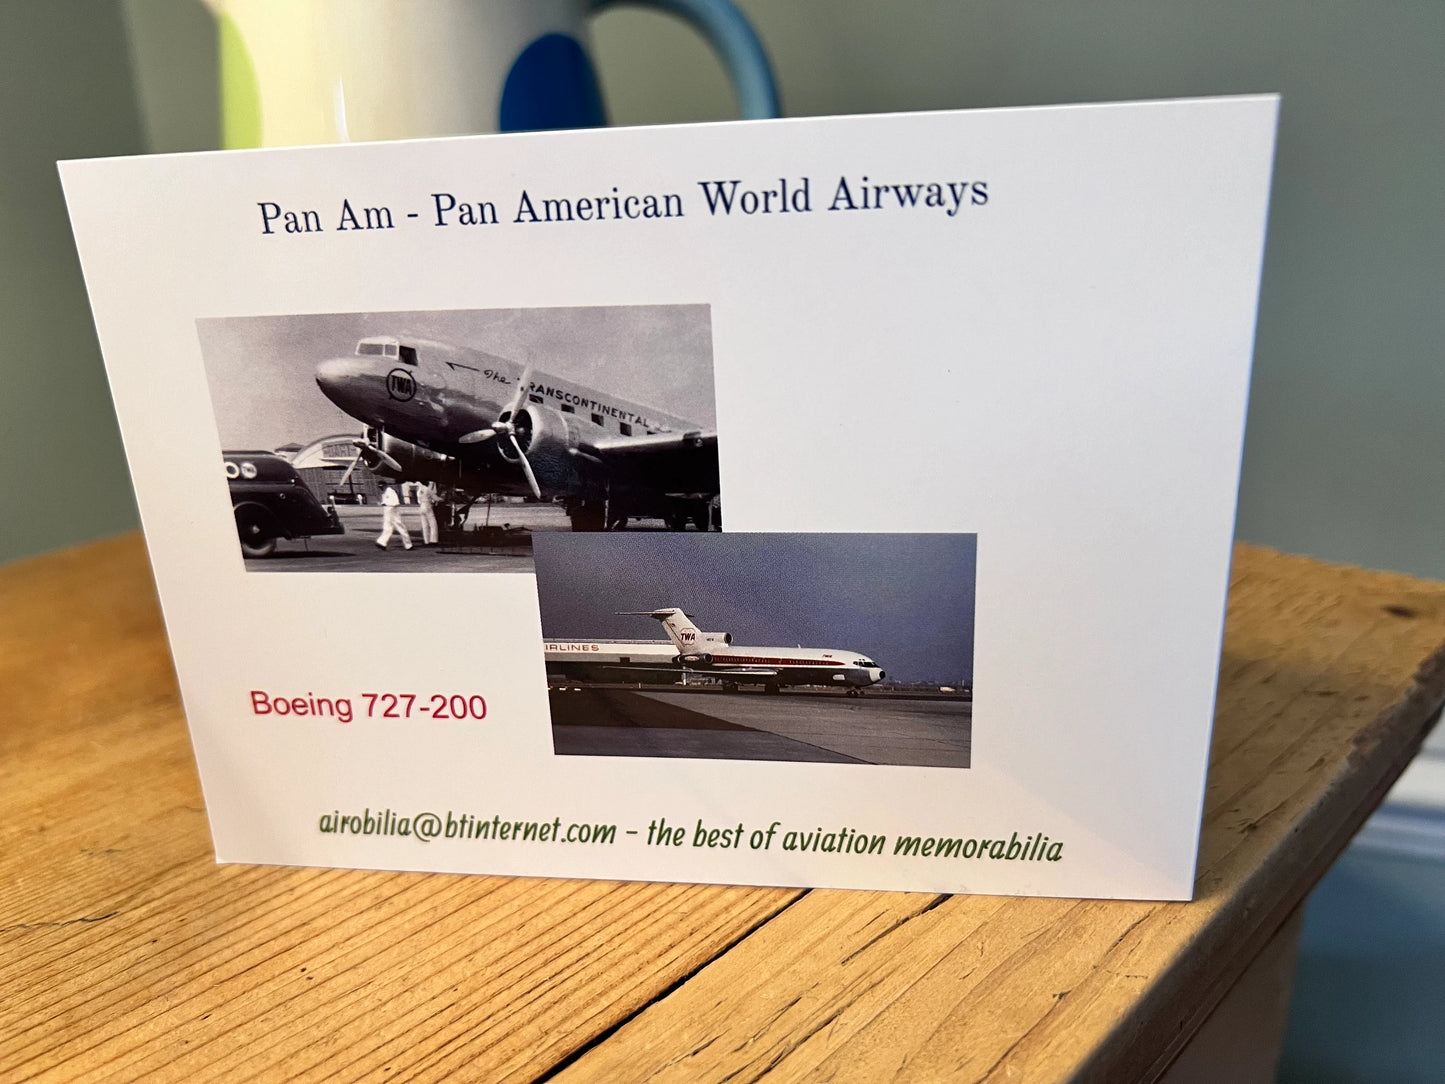 Pan Am - Pan American World Airways
TWA
The TRANSCONTINENTAL
AIRLINES
TWA
Boeing 727-200
airobilia@btinternet.com - the best of aviation memorabilia